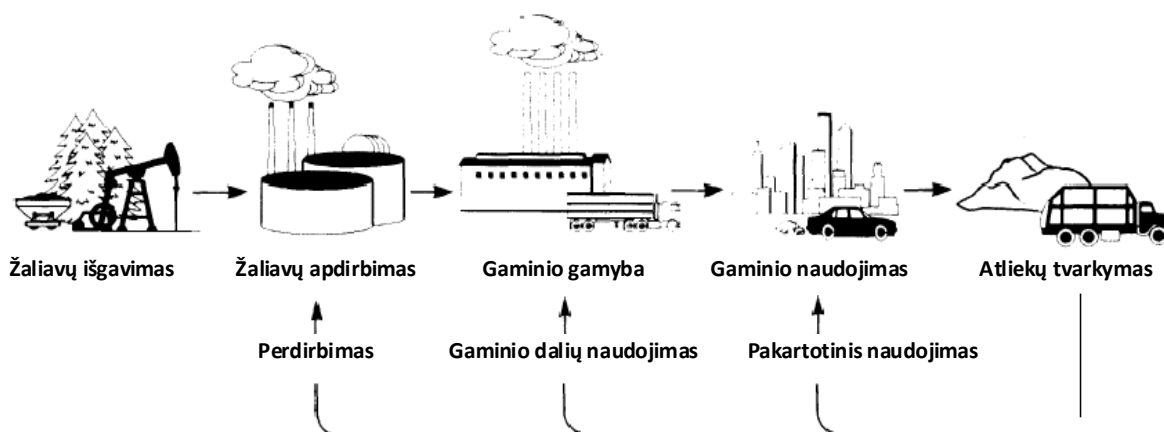 Žaliavų išgavimas
Žaliavų apdirbimas
Gaminio gamyba
Gaminio naudojimas
Atliekų tvarkymas
Perdirbimas
Gaminio dalių naudojimas
Pakartotinis naudojimas